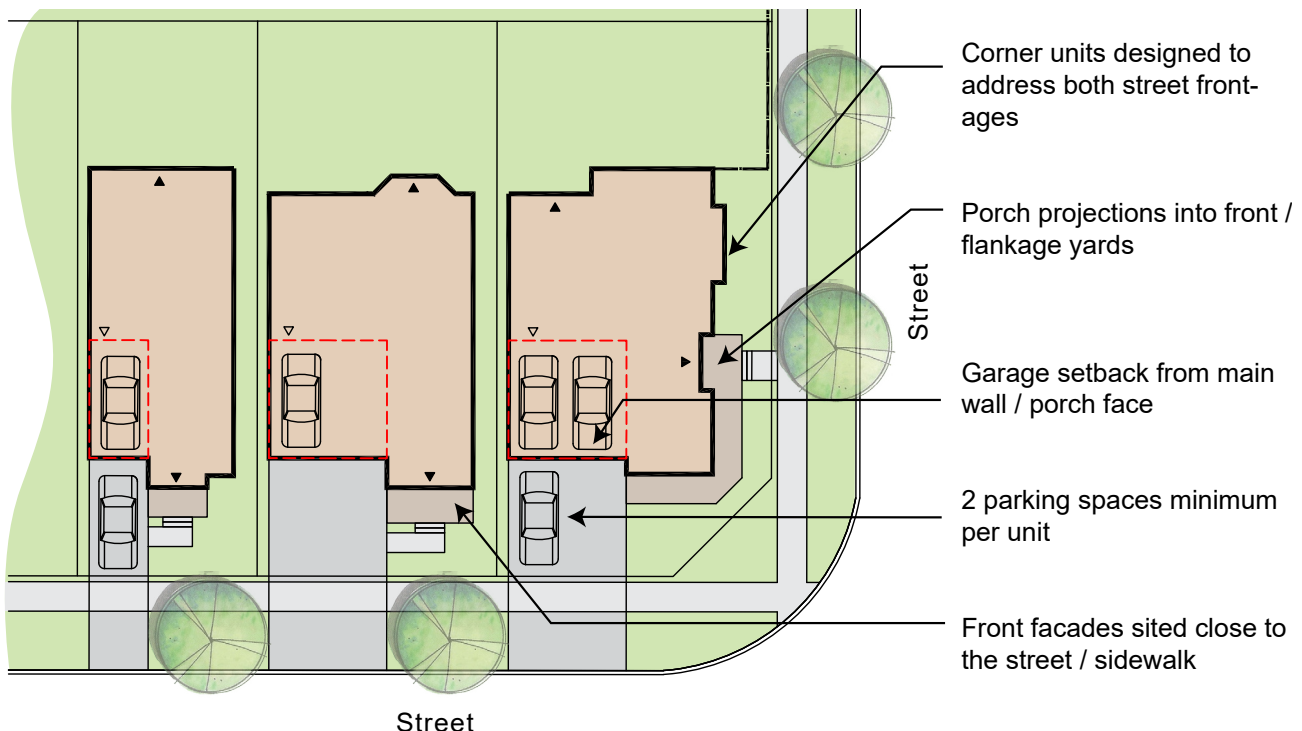 Corner units designed to
address both street front-
ages
Porch projections into front /
flankage yards
Street
Garage setback from main
wall / porch face
2 parking spaces minimum
per unit
Front facades sited close to
the street / sidewalk
Street